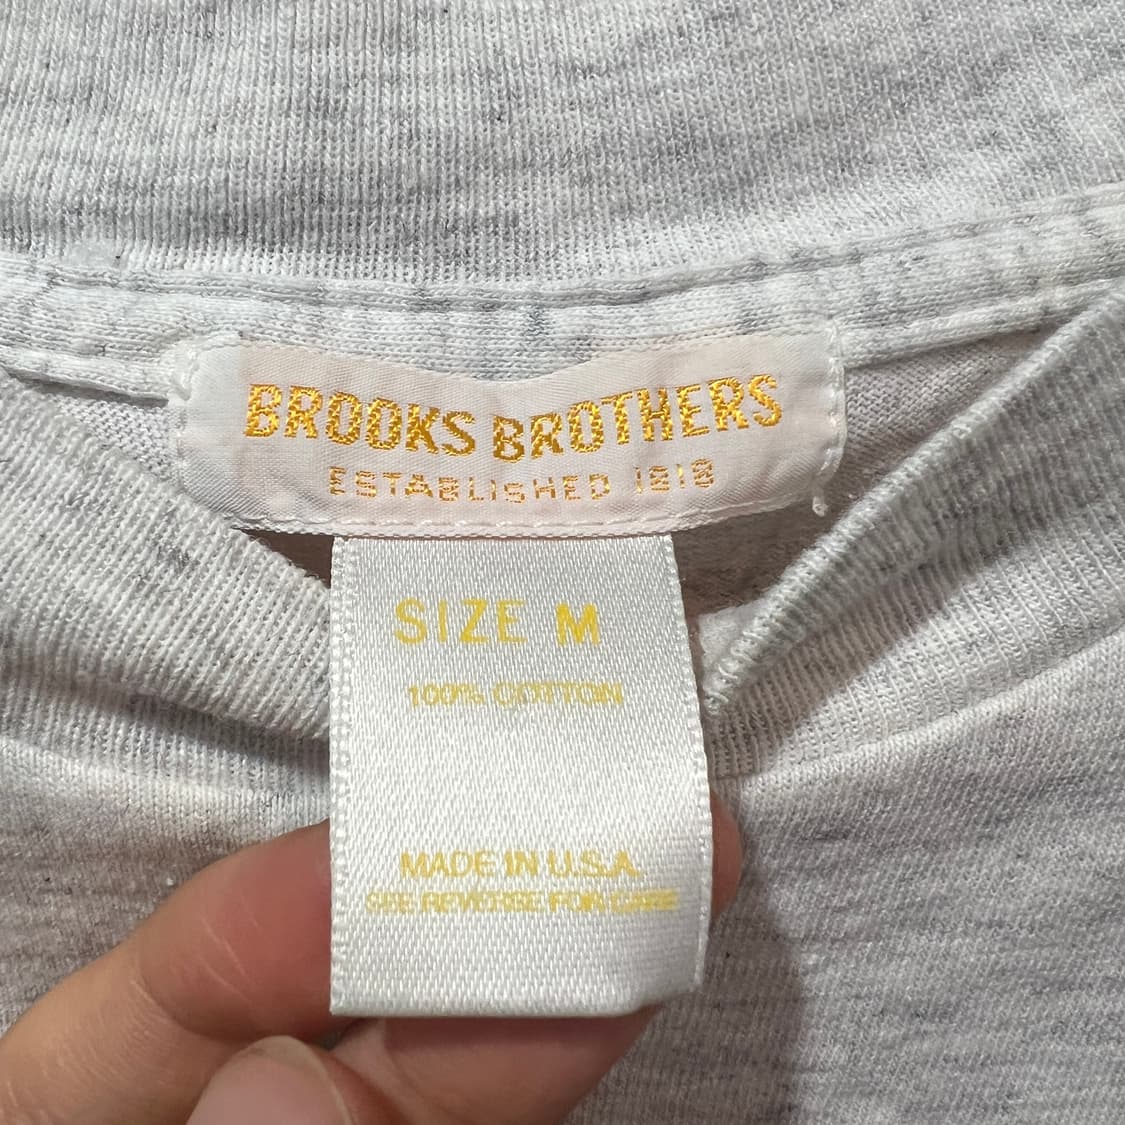 BROOKS BROTHERS
ESTABLISHED 1818
SIZE M
100% COTTON
MADE IN U.S.A.
SEE REVERSE FOR CARE